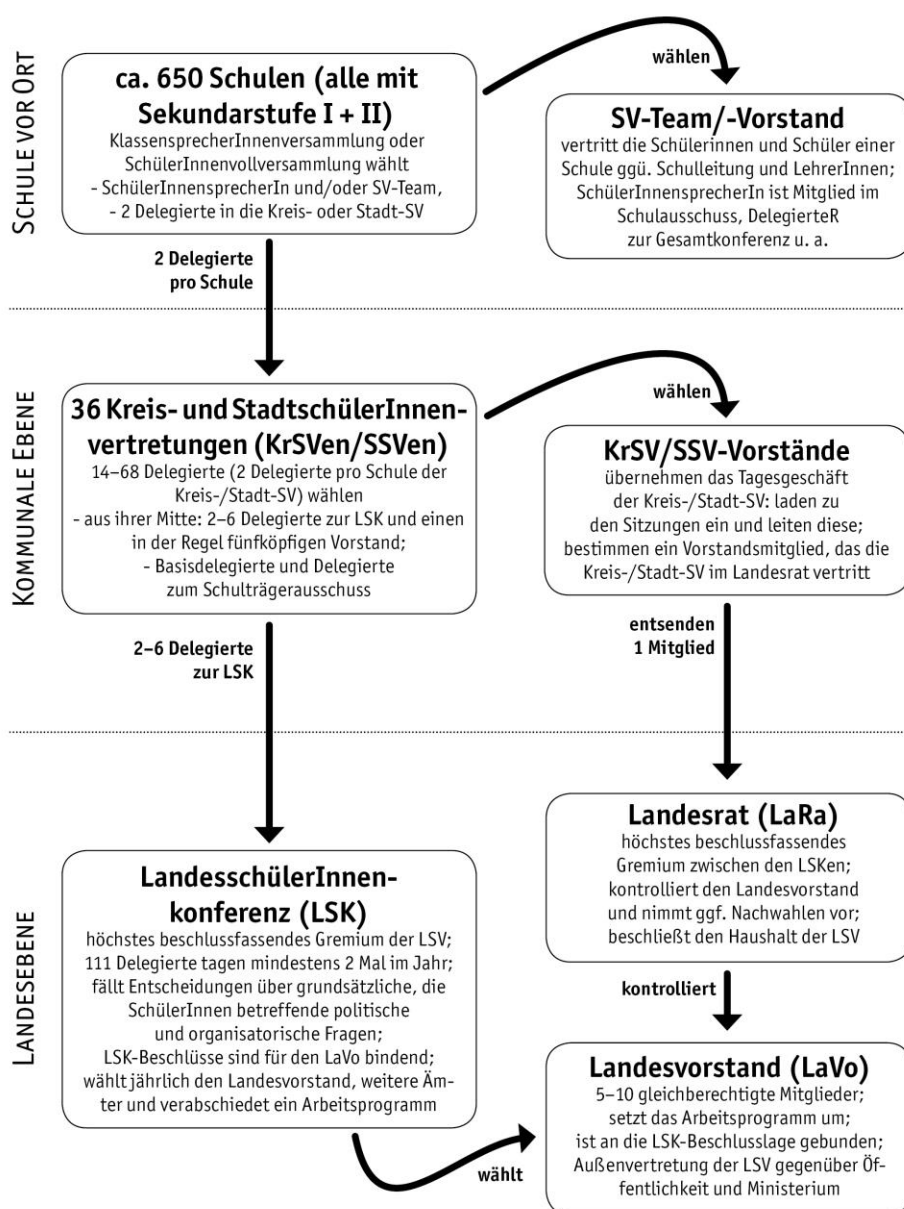 SCHULE VOR ORT
ca. 650 Schulen (alle mit
Sekundarstufe I + II)
KlassensprecherInnenversammlung oder
SchülerInnenvollversammlung wählt
- SchülerInnensprecherIn und/oder SV-Team,
- 2 Delegierte in die Kreis- oder Stadt-SV
wählen
SV-Team/-Vorstand
vertritt die Schülerinnen und Schüler einer
Schule ggü. Schulleitung und LehrerInnen;
SchülerInnensprecherIn ist Mitglied im
Schulausschuss, DelegierteR
zur Gesamtkonferenz u. a.
2 Delegierte
pro Schule
KOMMUNALE EBENE
36 Kreis- und StadtschülerInnen-
vertretungen (KrSVen/SSVen)
14–68 Delegierte (2 Delegierte pro Schule der
Kreis-/Stadt-SV) wählen
- aus ihrer Mitte: 2–6 Delegierte zur LSK und einen
in der Regel fünfköpfigen Vorstand;
- Basisdelegierte und Delegierte
zum Schulträgerausschuss
wählen
KrSV/SSV-Vorstände
übernehmen das Tagesgeschäft
der Kreis-/Stadt-SV: laden zu
den Sitzungen ein und leiten diese;
bestimmen ein Vorstandsmitglied, das die
Kreis-/Stadt-SV im Landesrat vertritt
2–6 Delegierte
zur LSK
entsenden
1 Mitglied
LANDESEBENE
LandesschülerInnen-
konferenz (LSK)
höchstes beschlussfassendes Gremium der LSV;
111 Delegierte tagen mindestens 2 Mal im Jahr;
fällt Entscheidungen über grundsätzliche, die
SchülerInnen betreffende politische
und organisatorische Fragen;
LSK-Beschlüsse sind für den LaVo bindend;
wählt jährlich den Landesvorstand, weitere Äm-
ter und verabschiedet ein Arbeitsprogramm
Landesrat (LaRa)
höchstes beschlussfassendes
Gremium zwischen den LSKen;
kontrolliert den Landesvorstand
und nimmt ggf. Nachwahlen vor;
beschließt den Haushalt der LSV
kontrolliert
Landesvorstand (LaVo)
5–10 gleichberechtigte Mitglieder;
setzt das Arbeitsprogramm um;
ist an die LSK-Beschlusslage gebunden;
Außenvertretung der LSV gegenüber Öf-
fentlichkeit und Ministerium
wählt